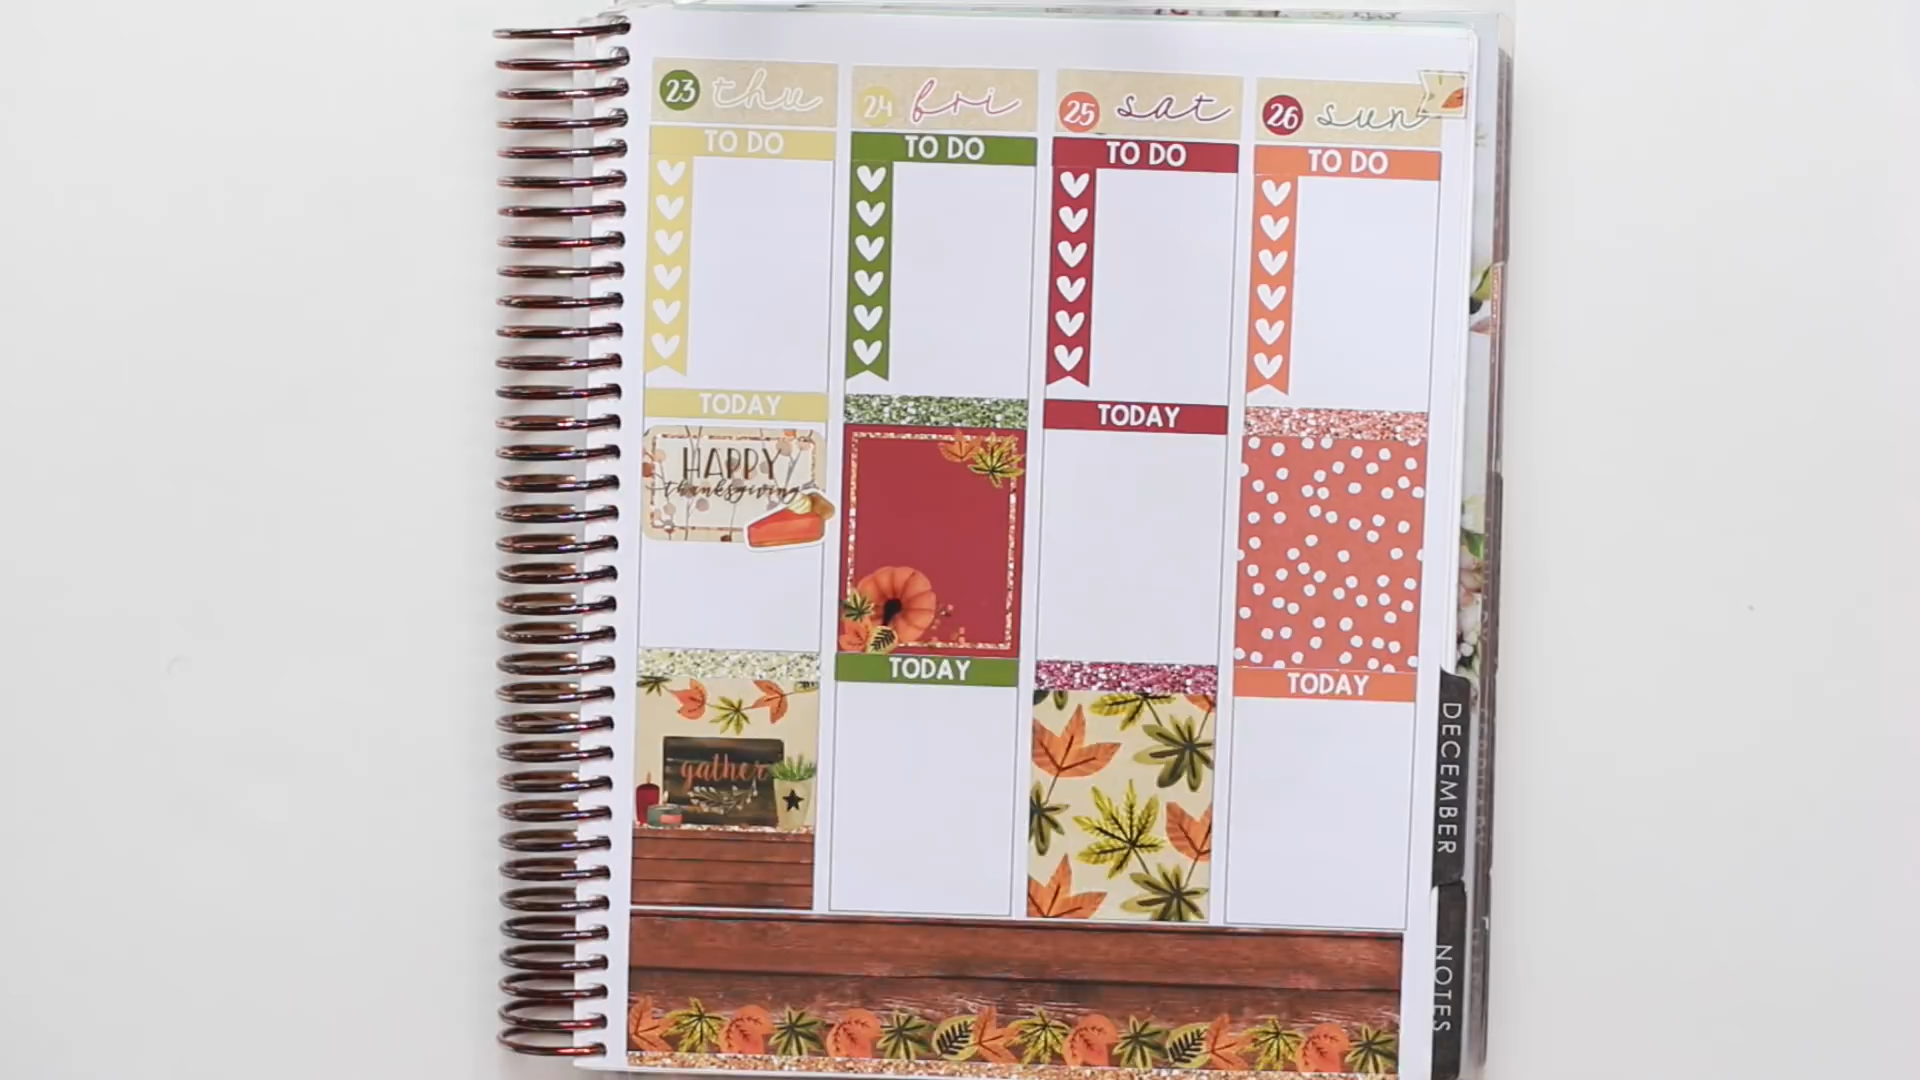 23 thu
24 fri
25 sat
26 sun
TO DO
TO DO
TO DO
TO DO
TODAY
HAPPY
thanksgiving
gather
TODAY
TODAY
TODAY
DECEMBER
NOTES